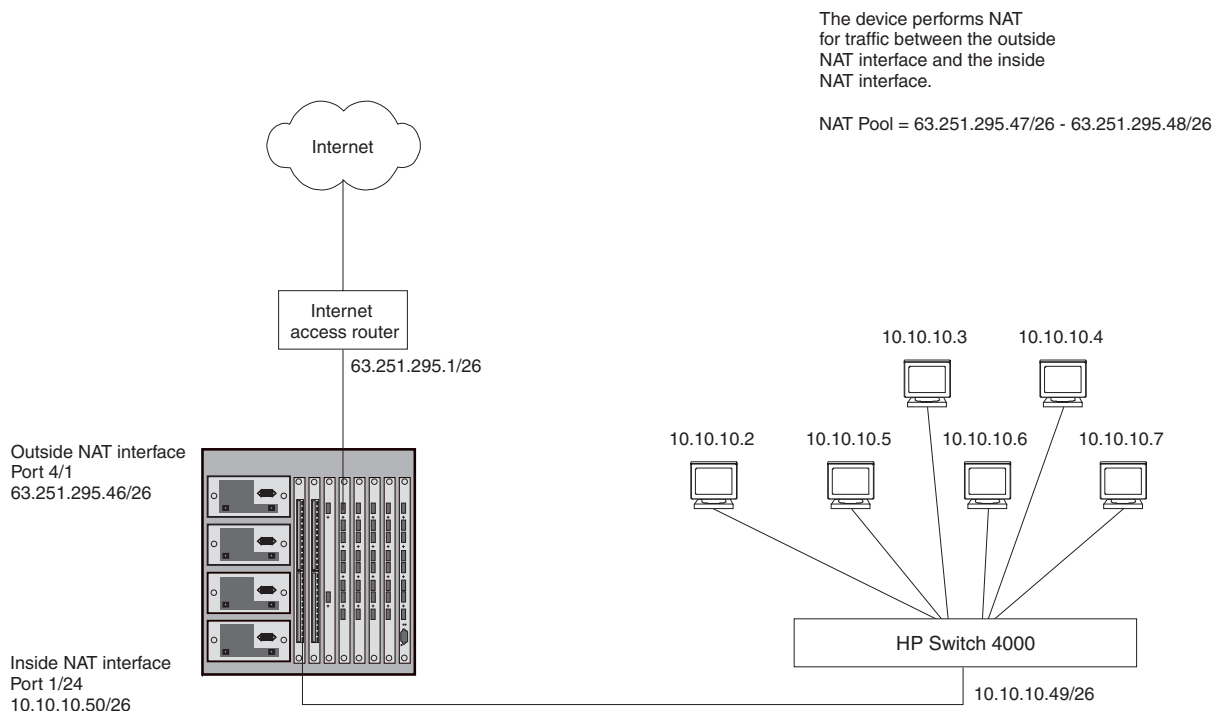 The device performs NAT
for traffic between the outside
NAT interface and the inside
NAT interface.
NAT Pool = 63.251.295.47/26 - 63.251.295.48/26
Internet
Internet
access router
63.251.295.1/26
10.10.10.3
10.10.10.4
10.10.10.2
10.10.10.5
10.10.10.6
10.10.10.7
Outside NAT interface
Port 4/1
63.251.295.46/26
HP Switch 4000
Inside NAT interface
Port 1/24
10.10.10.50/26
10.10.10.49/26